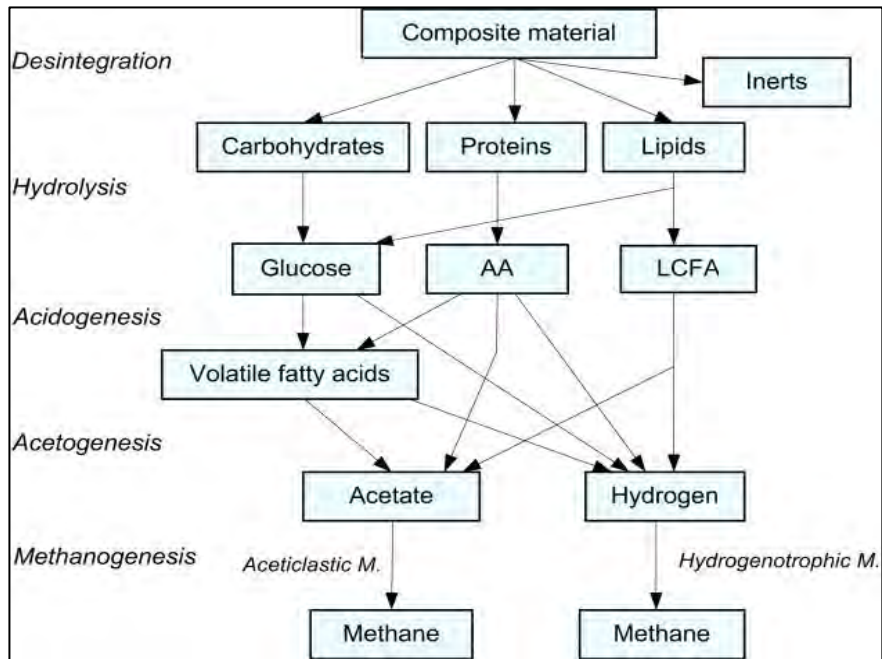 Composite material
Desintegration
Inerts
Carbohydrates
Proteins
Lipids
Hydrolysis
Glucose
AA
LCFA
Acidogenesis
Volatile fatty acids
Acetogenesis
Acetate
Hydrogen
Methanogenesis
Aceticlastic M.
Hydrogenotrophic M.
Methane
Methane